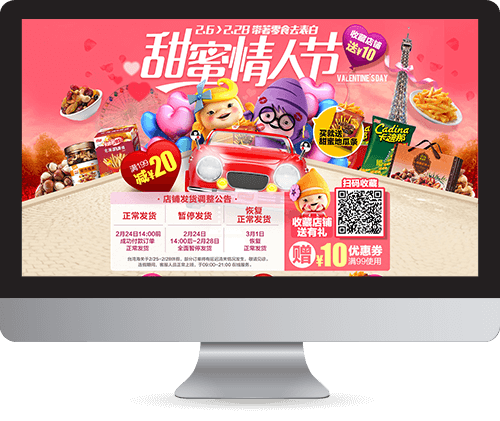 2.6>2.28 带著零食去表白
甜蜜情人节
VALENTINE'S DAY
收藏店铺
送¥10
满199
减¥20
买就送
甜蜜地瓜条
Cadina
卡迪那
·店铺发货调整公告·
正常发货
暂停发货
恢复
正常发货
2月24日14:00前
成功付款订单
正常发货
2月24日
14:00后-2月28日
全面暂停发货
3月1日
恢复
正常发货
扫码收藏
收藏店铺
送有礼
赠
¥10优惠券
满99使用